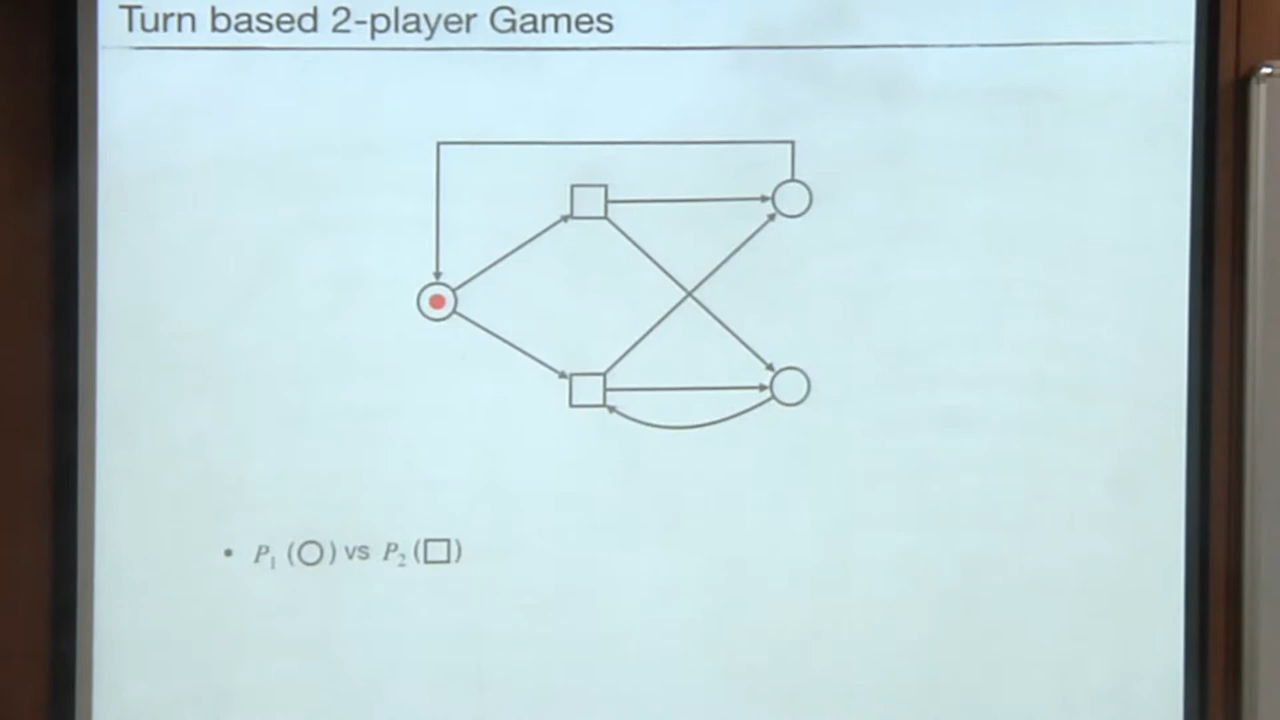 Turn based 2-player Games
• P₁ (○) vs P₂ (□)